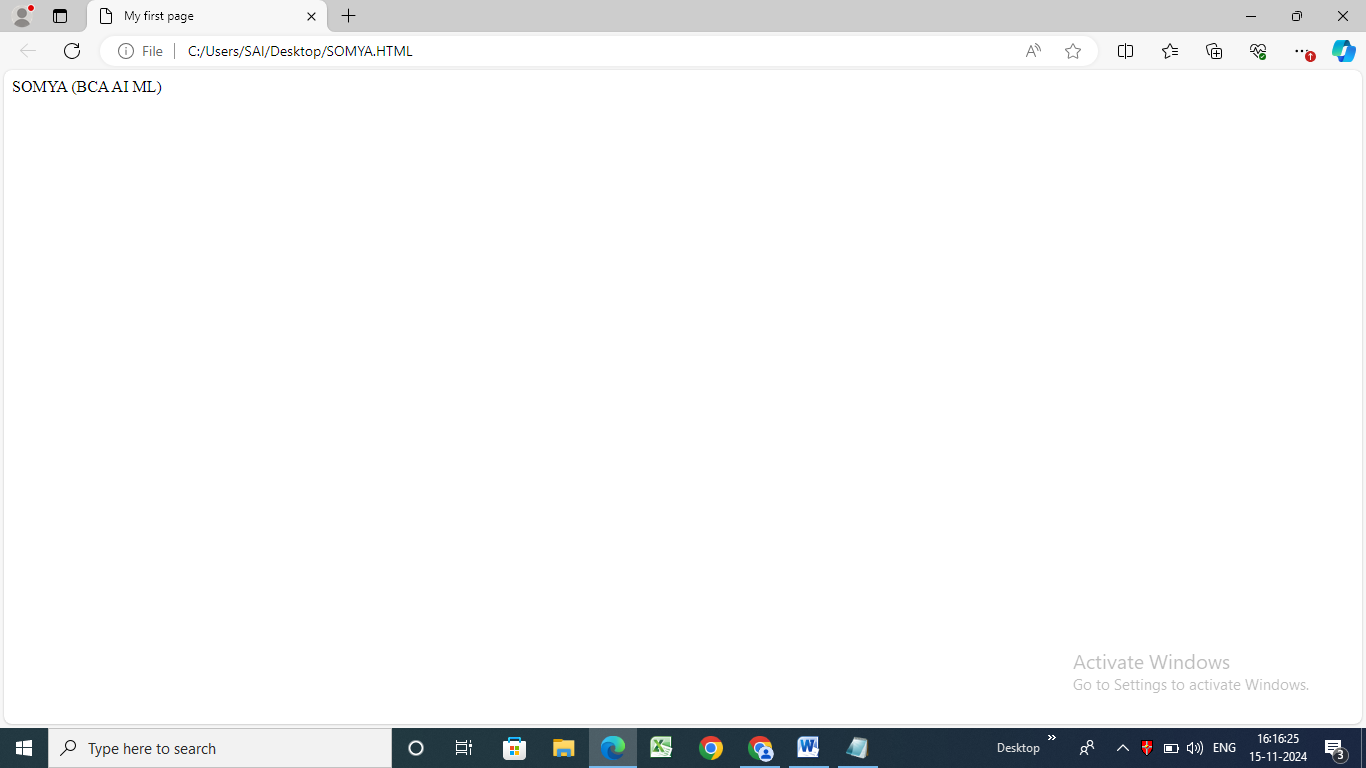 My first page
File
C:/Users/SAI/Desktop/SOMYA.HTML
SOMYA (BCA AI ML)
Activate Windows
Go to Settings to activate Windows.
Type here to search
Desktop
ENG
16:16:25
15-11-2024
3